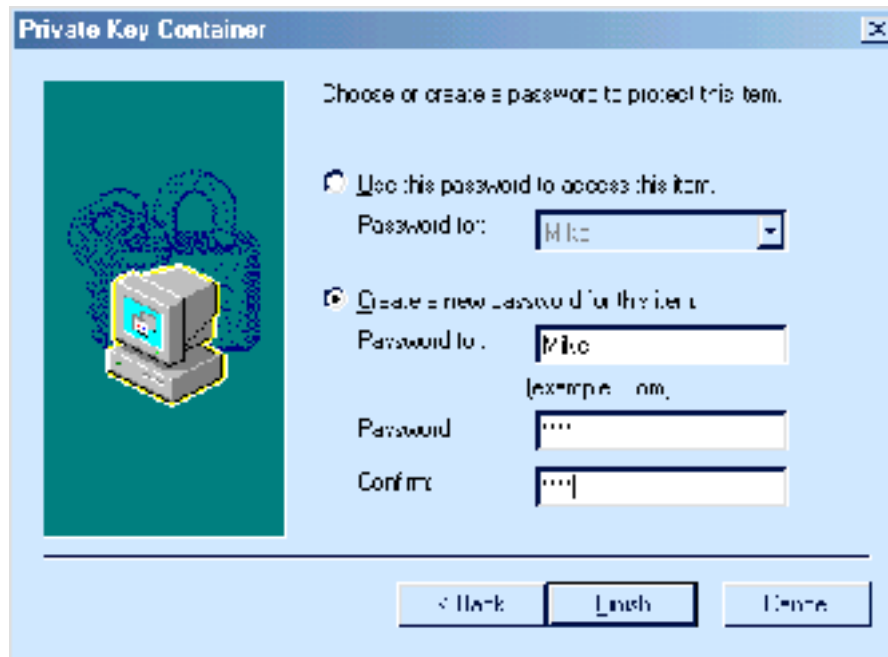 Private Key Container
Choose or create a password to protect this item.
Use this password to access this item.
Password for:
Mike
Create a new password for this item
Password for:
Mike
(example: Tom)
Password
****
Confirm:
****
< Back
Finish
Cancel